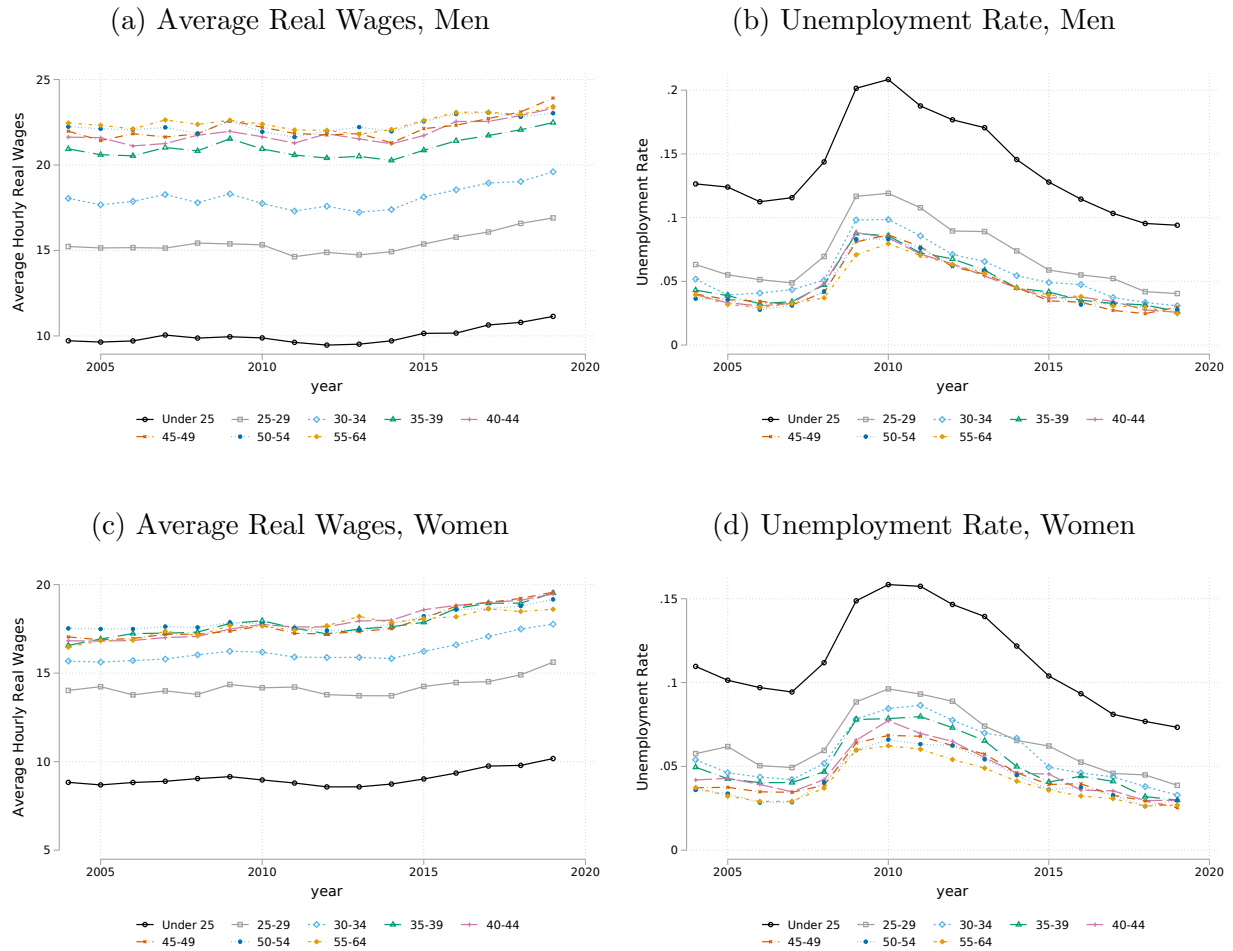 (a) Average Real Wages, Men
Average Hourly Real Wages
25
20
15
10
2005 2010 2015 2020
year
Under 25 25-29 30-34 35-39 40-44
45-49 50-54 55-64
(b) Unemployment Rate, Men
Unemployment Rate
.2
.15
.1
.05
0
2005 2010 2015 2020
year
Under 25 25-29 30-34 35-39 40-44
45-49 50-54 55-64
(c) Average Real Wages, Women
Average Hourly Real Wages
20
15
10
5
2005 2010 2015 2020
year
Under 25 25-29 30-34 35-39 40-44
45-49 50-54 55-64
(d) Unemployment Rate, Women
Unemployment Rate
.15
.1
.05
0
2005 2010 2015 2020
year
Under 25 25-29 30-34 35-39 40-44
45-49 50-54 55-64